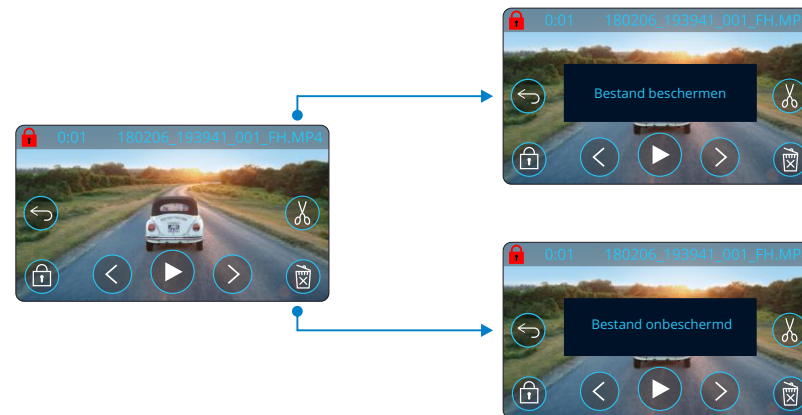 0:01 180206_193941_001_FH.MP4
0:01 180206_193941_001_FH.MP
Bestand beschermen
0:01 180206_193941_001_FH.MP
Bestand onbeschermd